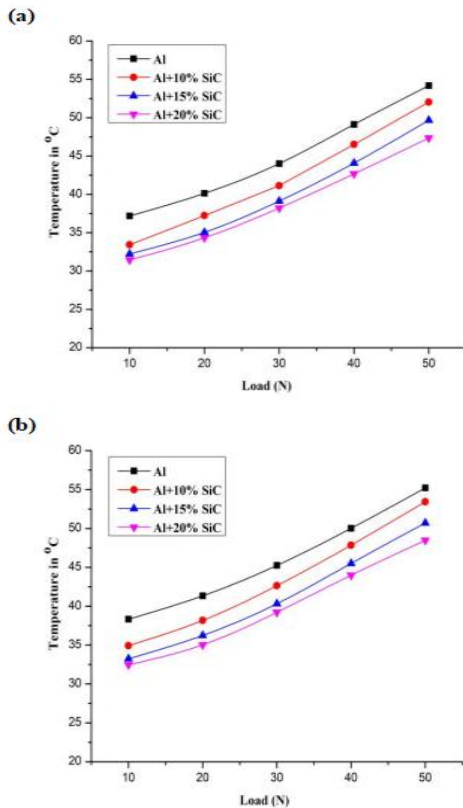 (a)
Al
Al+10% SiC
Al+15% SiC
Al+20% SiC
Temperature in °C
60
55
50
45
40
35
30
25
20
10 20 30 40 50
Load (N)
(b)
Al
Al+10% SiC
Al+15% SiC
Al+20% SiC
Temperature in °C
60
55
50
45
40
35
30
25
20
10 20 30 40 50
Load (N)